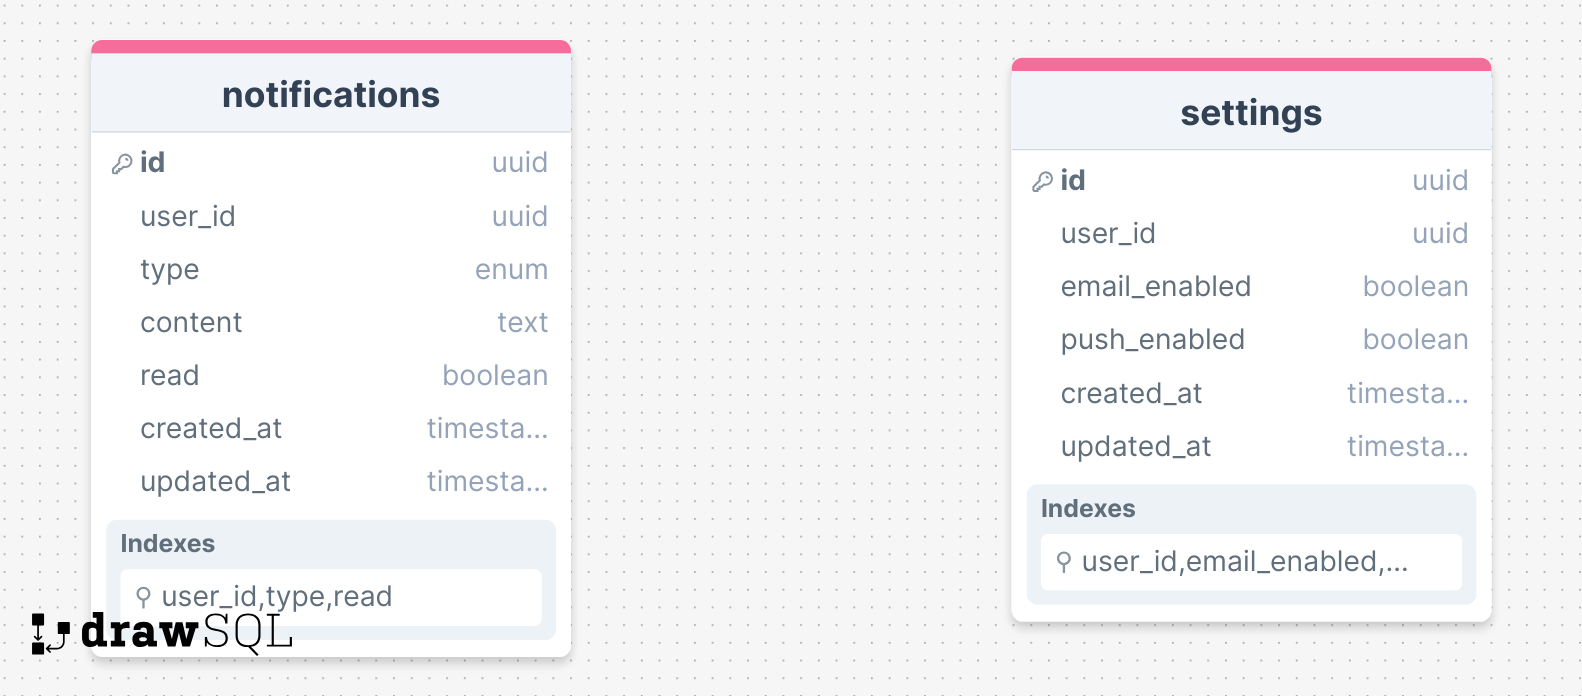 notifications
id uuid
user_id uuid
type enum
content text
read boolean
created_at timesta...
updated_at timesta...
Indexes
user_id,type,read
drawSQL
settings
id uuid
user_id uuid
email_enabled boolean
push_enabled boolean
created_at timesta...
updated_at timesta...
Indexes
user_id,email_enabled,...